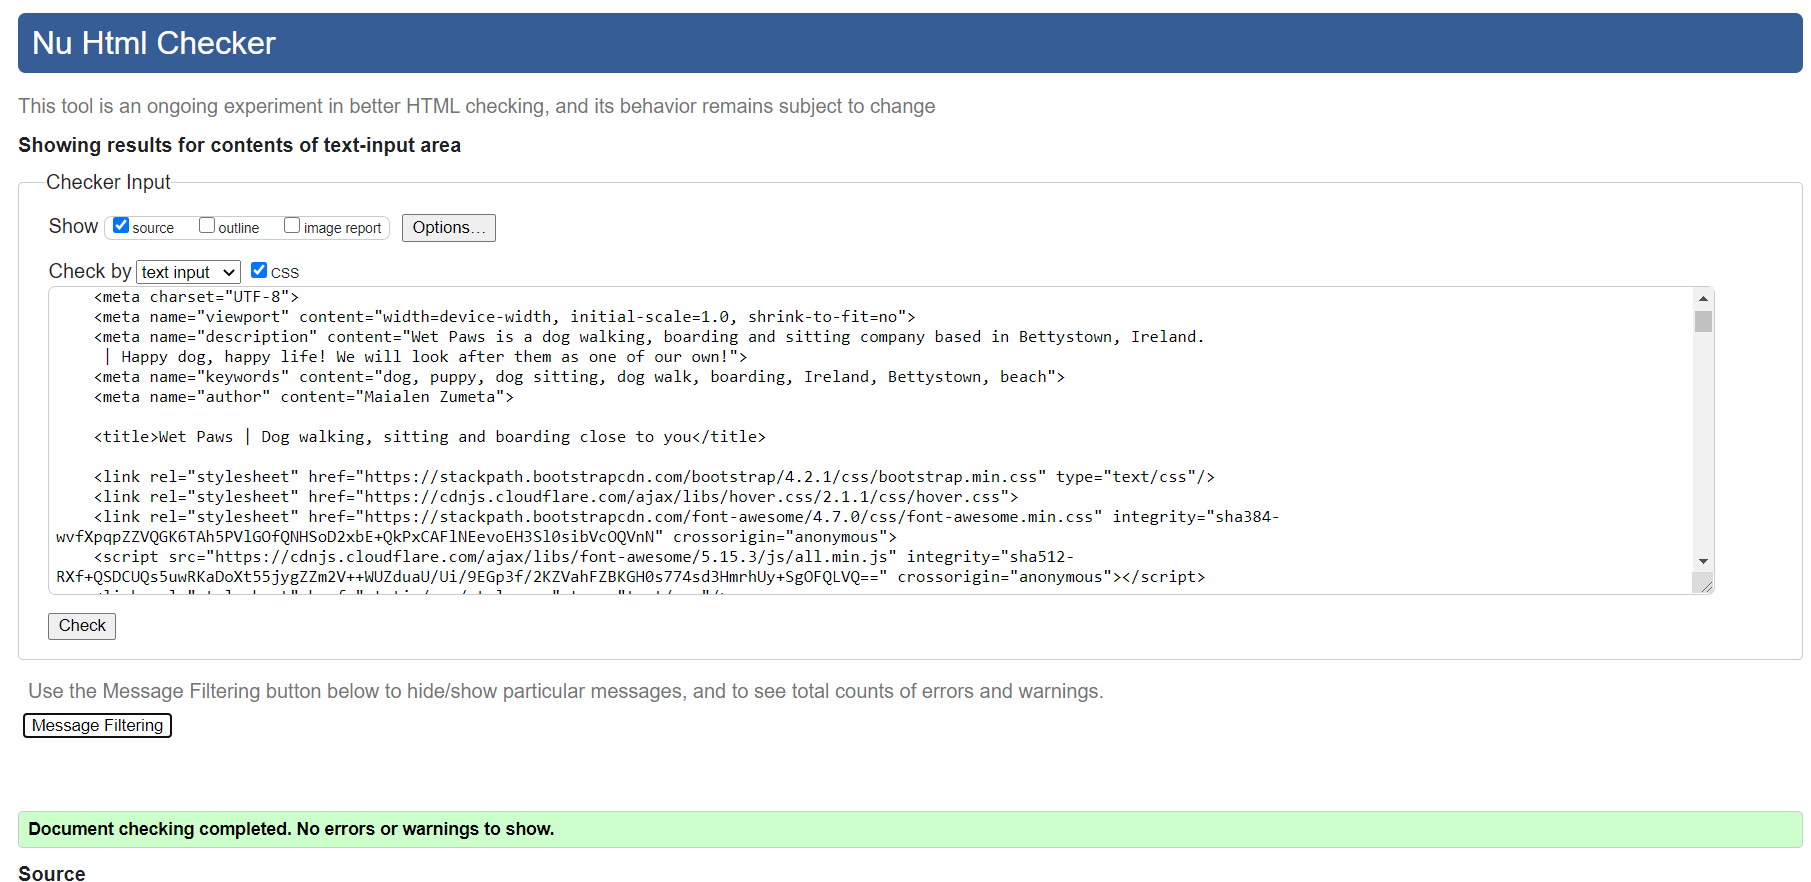 Nu Html Checker
This tool is an ongoing experiment in better HTML checking, and its behavior remains subject to change
Showing results for contents of text-input area
Checker Input
Show source outline image report Options...
Check by text input CSS
<meta charset="UTF-8">
<meta name="viewport" content="width=device-width, initial-scale=1.0, shrink-to-fit=no">
<meta name="description" content="Wet Paws is a dog walking, boarding and sitting company based in Bettystown, Ireland.
| Happy dog, happy life! We will look after them as one of our own!">
<meta name="keywords" content="dog, puppy, dog sitting, dog walk, boarding, Ireland, Bettystown, beach">
<meta name="author" content="Maialen Zumeta">
<title>Wet Paws | Dog walking, sitting and boarding close to you</title>
<link rel="stylesheet" href="https://stackpath.bootstrapcdn.com/bootstrap/4.2.1/css/bootstrap.min.css" type="text/css"/>
<link rel="stylesheet" href="https://cdnjs.cloudflare.com/ajax/libs/hover.css/2.1.1/css/hover.css">
<link rel="stylesheet" href="https://stackpath.bootstrapcdn.com/font-awesome/4.7.0/css/font-awesome.min.css" integrity="sha384-
wvfXpqpZZVQGK6TAh5PVlGOfQNHSoD2xbE+QkPxCAFlNEevoEH3Sl0sibVcOQVnN" crossorigin="anonymous">
<script src="https://cdnjs.cloudflare.com/ajax/libs/font-awesome/5.15.3/js/all.min.js" integrity="sha512-
RXf+QSDCUQs5uwRKaDoXt55jygZZm2V++WUZduaU/Ui/9EGp3f/2KZVahFZBKGH0s774sd3HmrhUy+SgOFQLVQ==" crossorigin="anonymous"></script>
Check
Use the Message Filtering button below to hide/show particular messages, and to see total counts of errors and warnings.
Message Filtering
Document checking completed. No errors or warnings to show.
Source